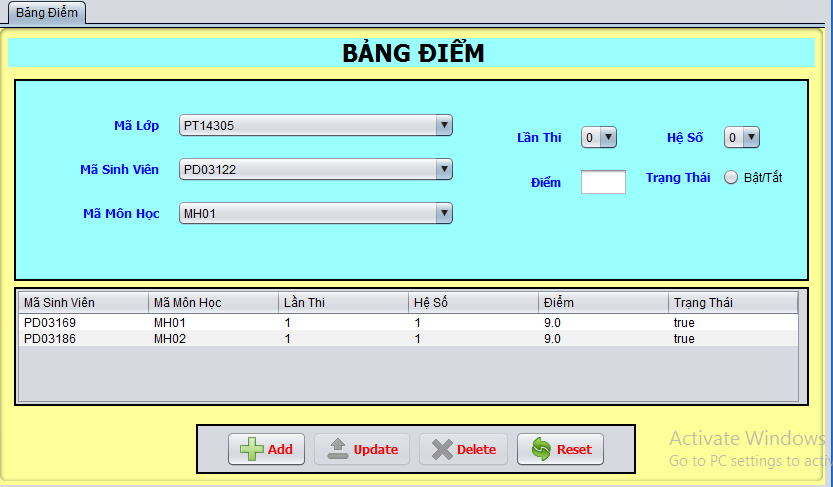 Bảng Điểm
BẢNG ĐIỂM
Mã Lớp PT14305
Lần Thi 0 Hệ Số 0
Mã Sinh Viên PD03122
Điểm Trạng Thái Bật/Tắt
Mã Môn Học MH01
Mã Sinh Viên Mã Môn Học Lần Thi Hệ Số Điểm Trạng Thái
PD03169 MH01 1 1 9.0 true
PD03186 MH02 1 1 9.0 true
Add Update Delete Reset
Activate Windows
Go to PC settings to activ